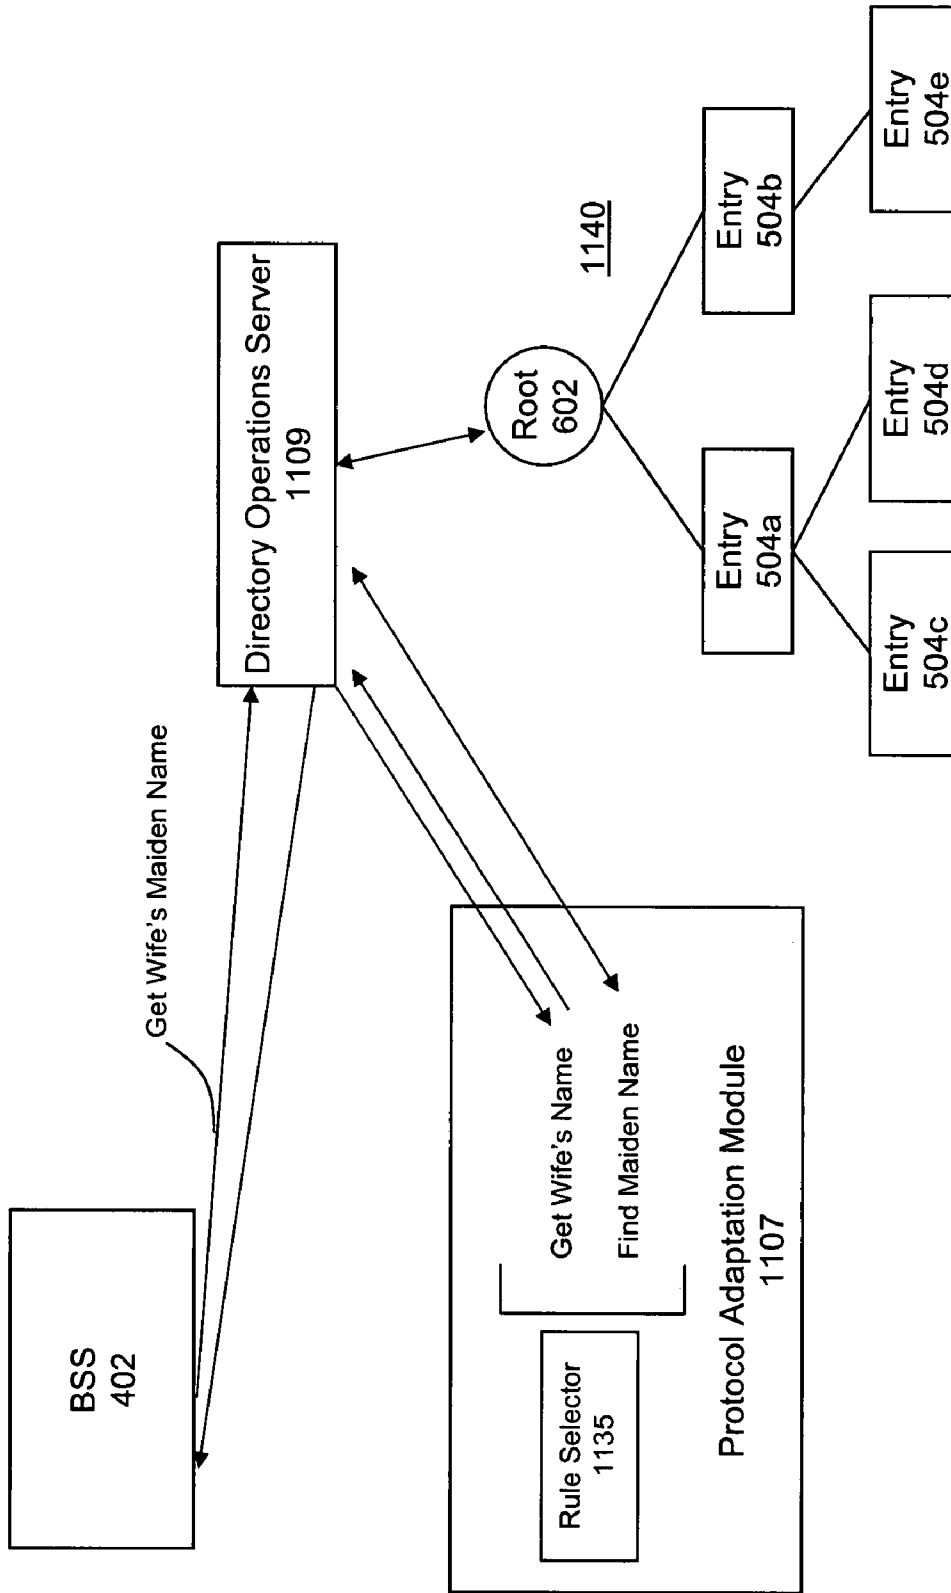 BSS
402
Get Wife's Maiden Name
Directory Operations Server
1109
Rule Selector
1135
Get Wife's Name
Find Maiden Name
Protocol Adaptation Module
1107
Root
602
1140
Entry
504a
Entry
504b
Entry
504c
Entry
504d
Entry
504e